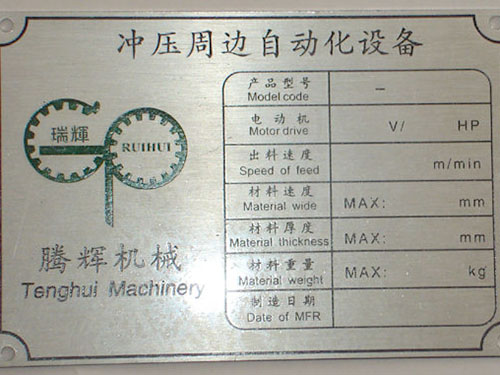 冲压周边自动化设备
瑞輝
RUIHUI
腾辉机械
Tenghui Machinery
产品型号
Model code
–
电动机
Motor drive
V/ HP
出料速度
Speed of feed
m/min
材料速度
Material wide
MAX: mm
材料厚度
Material thickness
MAX: mm
材料重量
Material weight
MAX: kg
制造日期
Date of MFR